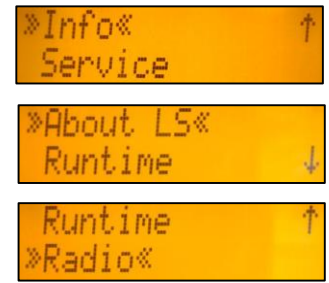 »Info« ↑
Service
»About LS«
Runtime ↓
Runtime ↑
»Radio«